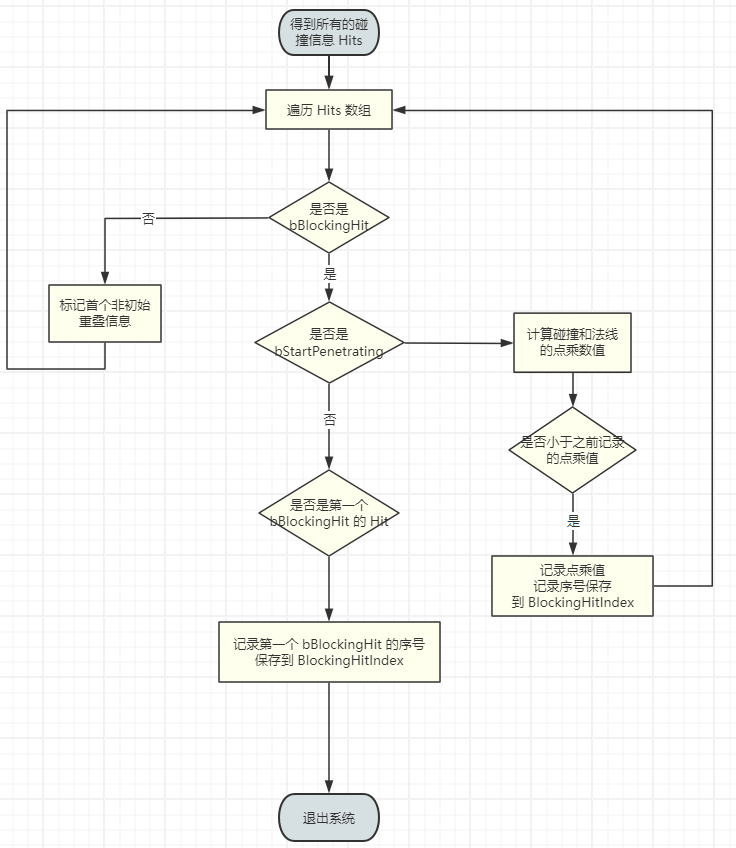 得到所有的碰
撞信息 Hits
遍历 Hits 数组
是否是
bBlockingHit
否
是
标记首个非初始
重叠信息
是否是
bStartPenetrating
计算碰撞和法线
的点乘数值
否
是否小于之前记录
的点乘值
是否是第一个
bBlockingHit 的 Hit
是
记录点乘值
记录序号保存
到 BlockingHitIndex
记录第一个 bBlockingHit 的序号
保存到 BlockingHitIndex
退出系统